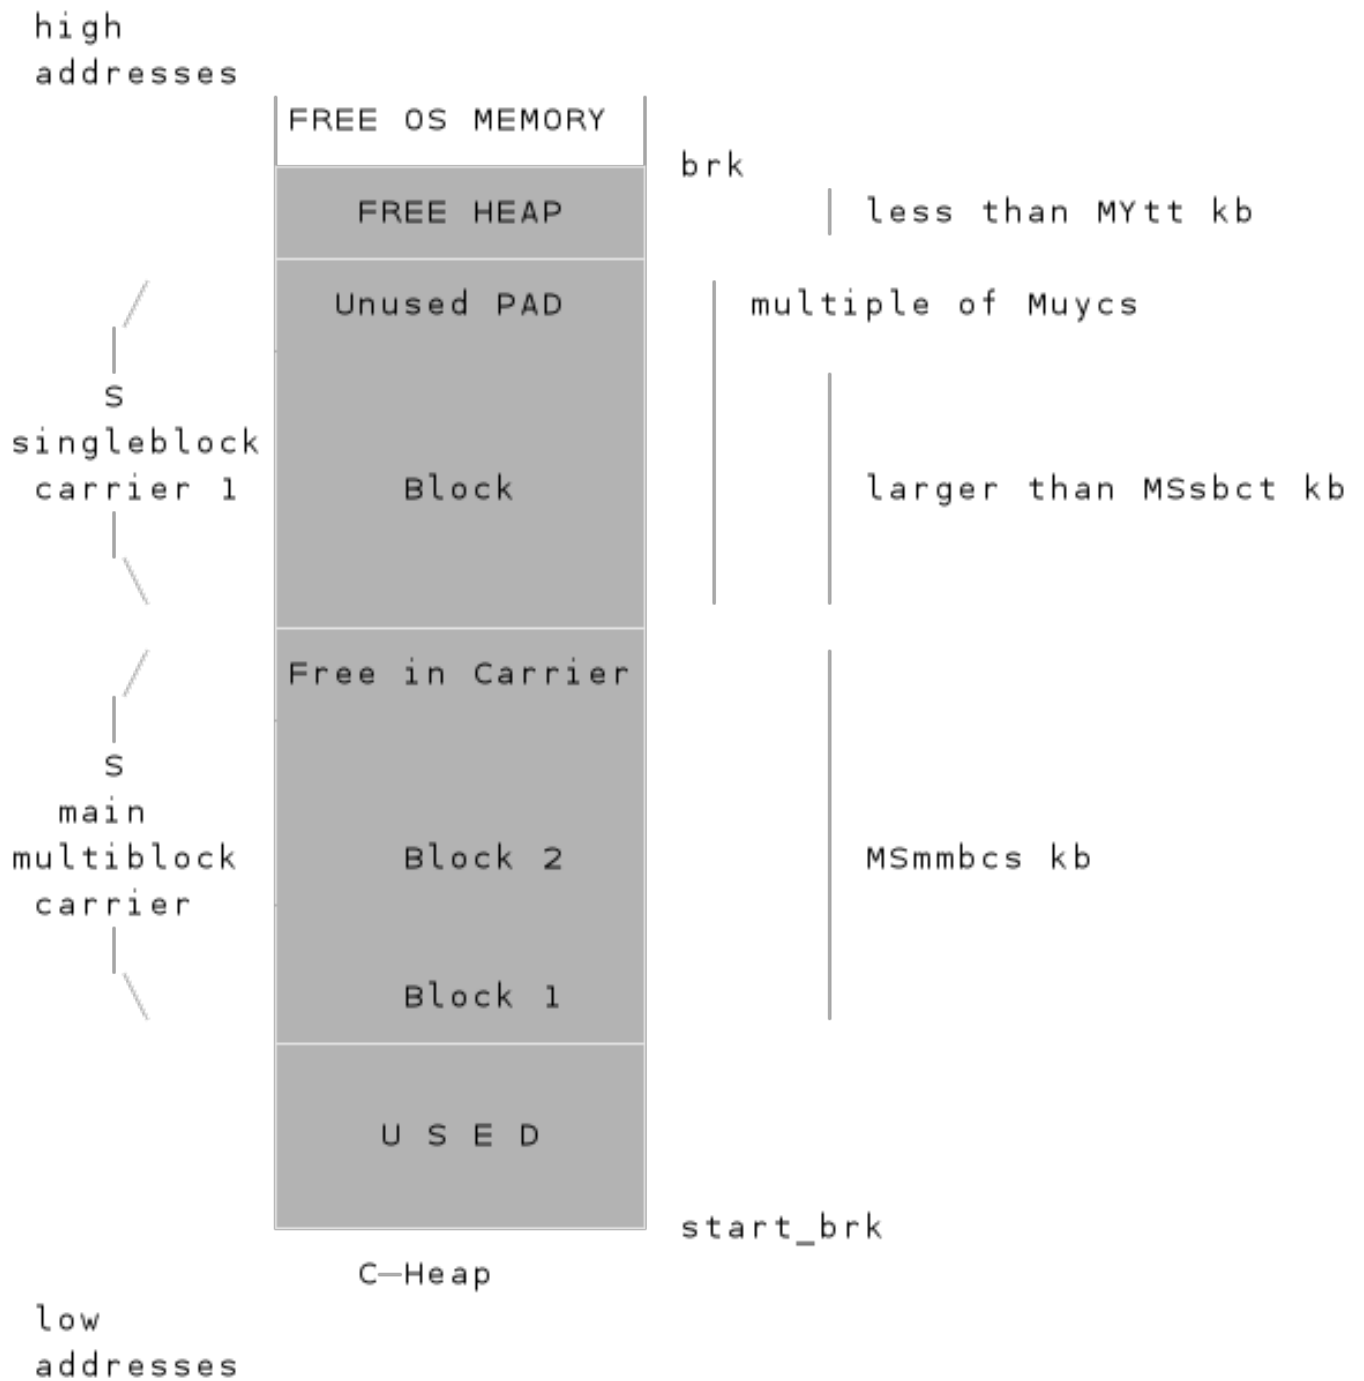 high
addresses
FREE OS MEMORY
brk
FREE HEAP
less than MYtt kb
Unused PAD
multiple of Muycs
S
singleblock
carrier 1
Block
larger than MSsbct kb
Free in Carrier
S
main
multiblock
carrier
Block 2
MSmmbcs kb
Block 1
U S E D
start_brk
C-Heap
low
addresses